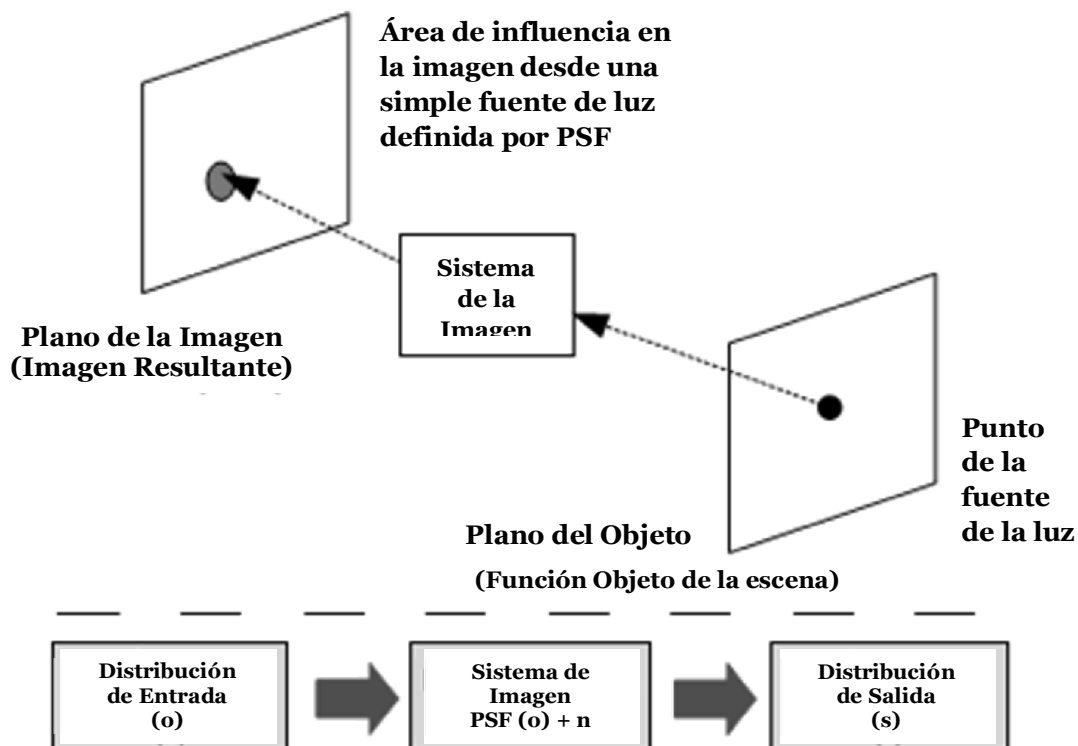 Área de influencia en
la imagen desde una
simple fuente de luz
definida por PSF
Sistema
de la
Imagen
Plano de la Imagen
(Imagen Resultante)
Punto
de la
fuente
de la luz
Plano del Objeto
(Función Objeto de la escena)
Distribución
de Entrada
(o)
Sistema de
Imagen
PSF (o) + n
Distribución
de Salida
(s)